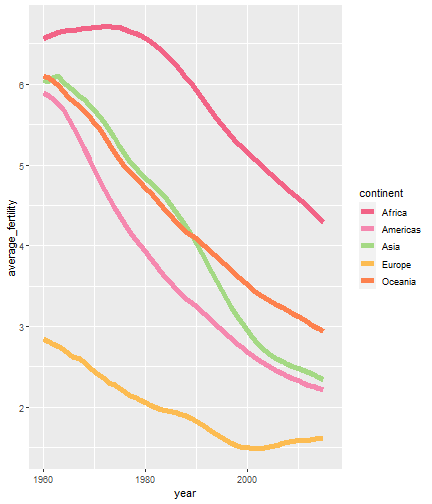 average_fertility
6
5
4
3
2
1960
1980
2000
year
continent
Africa
Americas
Asia
Europe
Oceania